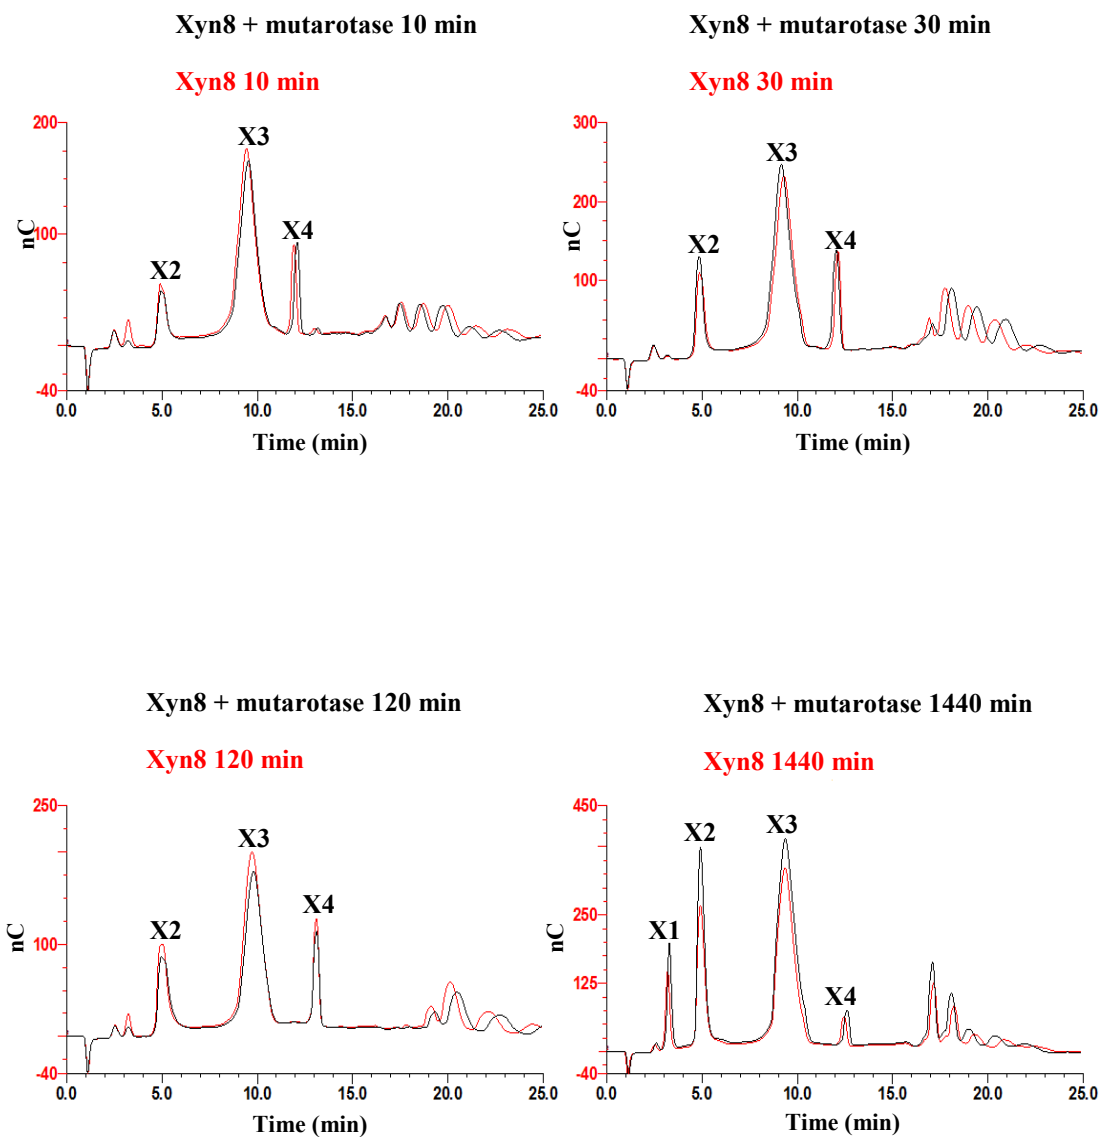 Xyn8 + mutarotase 10 min
Xyn8 10 min
200
100
-40
nC
X2
X3
X4
0.0 5.0 10.0 15.0 20.0 25.0
Time (min)
Xyn8 + mutarotase 30 min
Xyn8 30 min
300
200
100
-40
nC
X2
X3
X4
0.0 5.0 10.0 15.0 20.0 25.0
Time (min)
Xyn8 + mutarotase 120 min
Xyn8 120 min
250
100
-40
nC
X2
X3
X4
0.0 5.0 10.0 15.0 20.0 25.0
Time (min)
Xyn8 + mutarotase 1440 min
Xyn8 1440 min
450
250
125
-40
nC
X1
X2
X3
X4
0.0 5.0 10.0 15.0 20.0 25.0
Time (min)